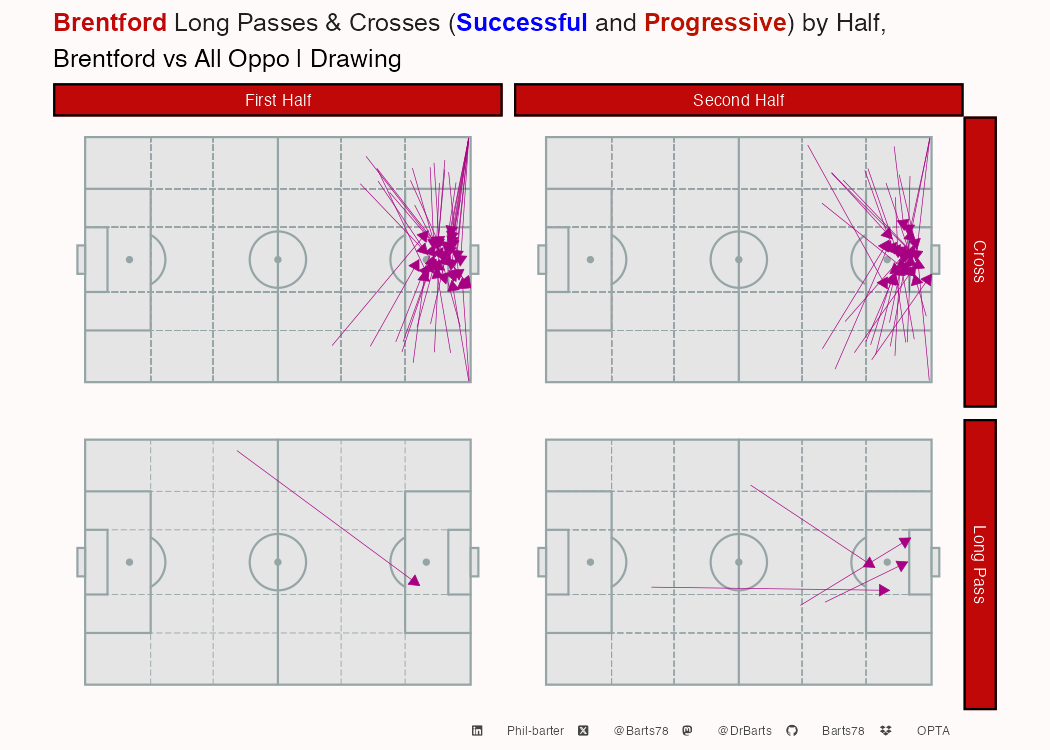 Brentford Long Passes & Crosses (Successful and Progressive) by Half,
Brentford vs All Oppo | Drawing
First Half
Second Half
Cross
Long Pass
Phil-barter @Barts78 @DrBarts Barts78 OPTA